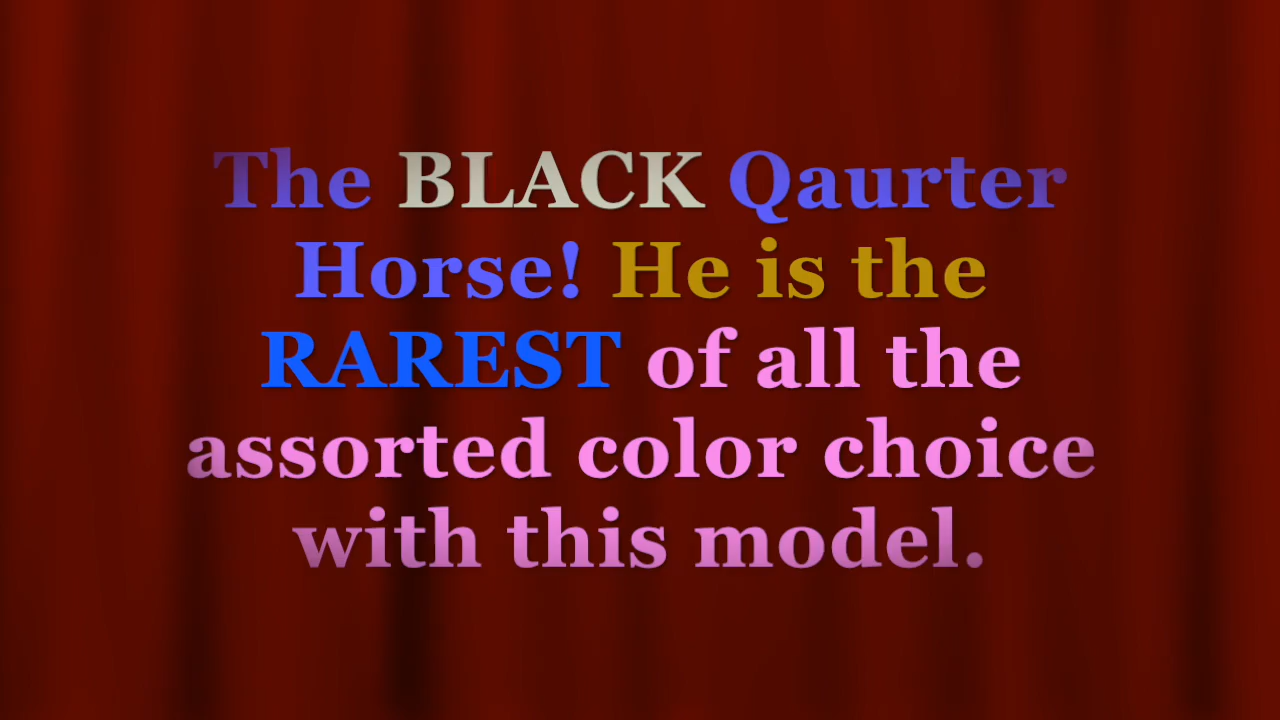 The BLACK Qaurter
Horse! He is the
RAREST of all the
assorted color choice
with this model.